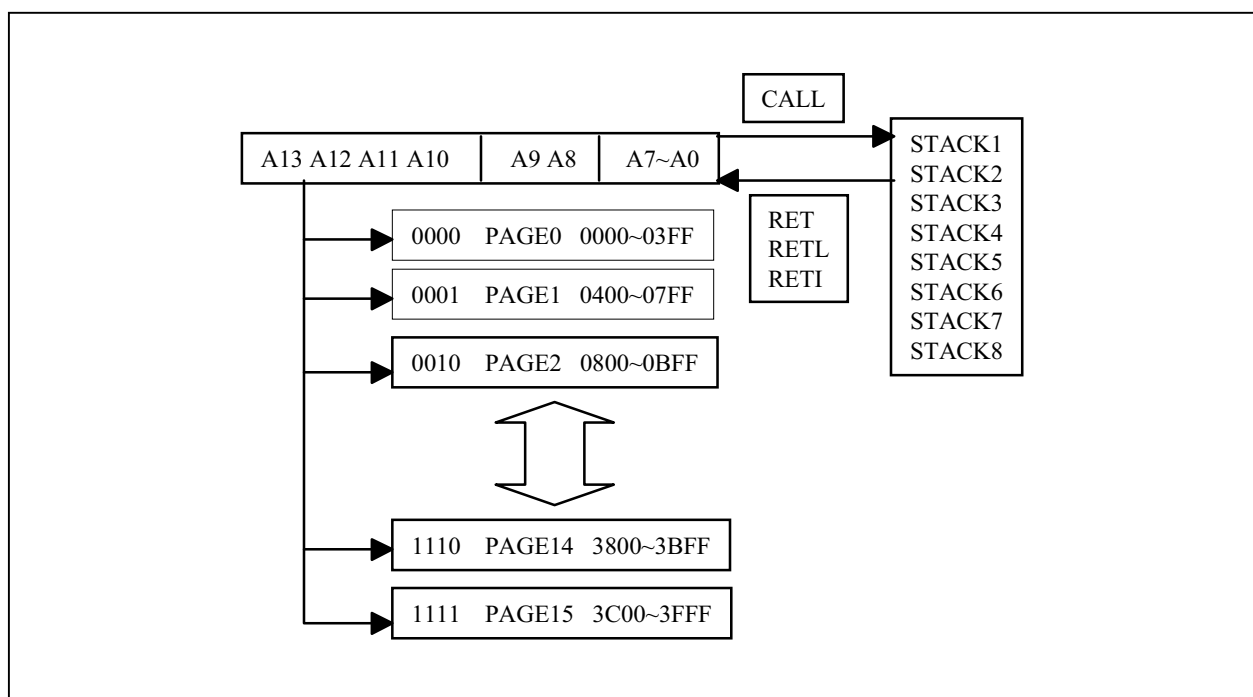 CALL
A13 A12 A11 A10 A9 A8 A7~A0
STACK1
STACK2
STACK3
STACK4
STACK5
STACK6
STACK7
STACK8
RET
RETL
RETI
0000 PAGE0 0000~03FF
0001 PAGE1 0400~07FF
0010 PAGE2 0800~0BFF
1110 PAGE14 3800~3BFF
1111 PAGE15 3C00~3FFF